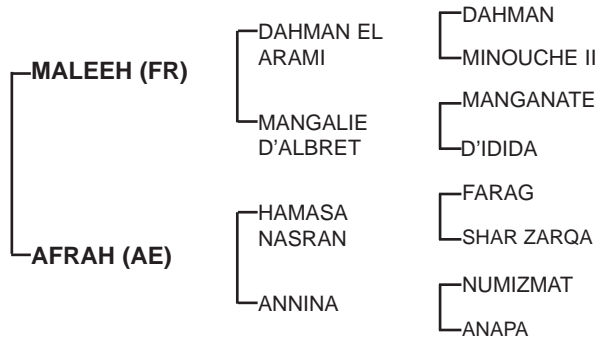 MALEEH (FR)
DAHMAN EL
ARAMI
DAHMAN
MINOUCHE II
MANGALIE
D'ALBRET
MANGANATE
D'IDIDA
AFRAH (AE)
HAMASA
NASRAN
FARAG
SHAR ZARQA
ANNINA
NUMIZMAT
ANAPA